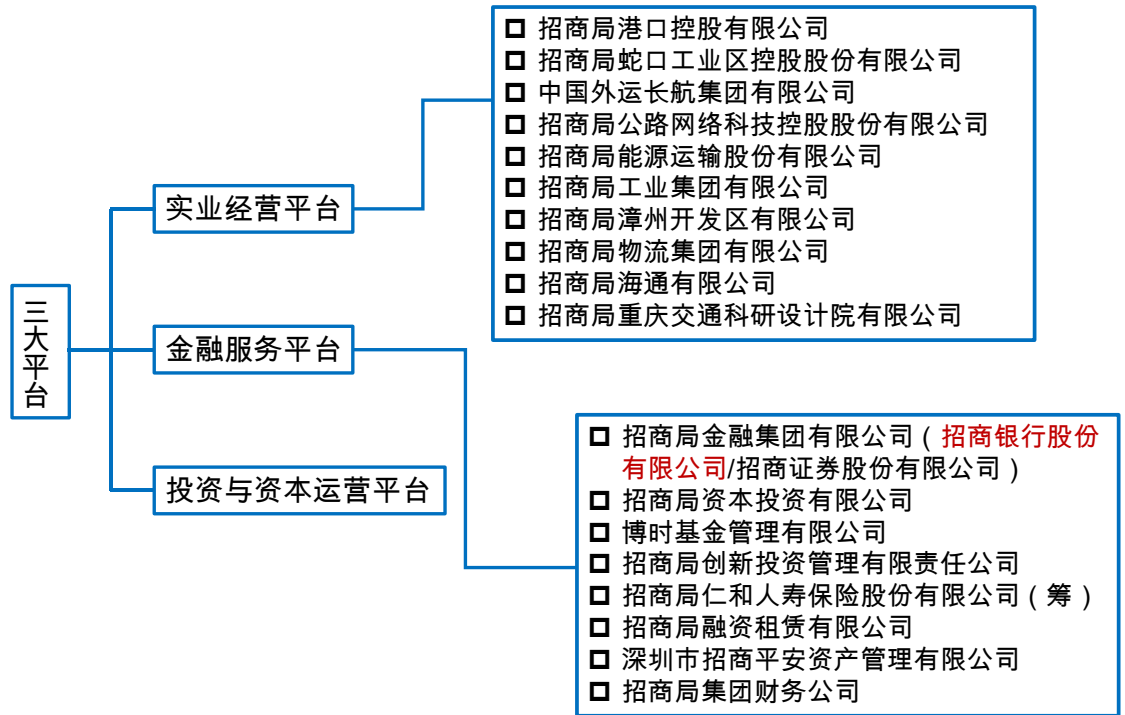 招商局港口控股有限公司
招商局蛇口工业区控股股份有限公司
中国外运长航集团有限公司
招商局公路网络科技控股股份有限公司
招商局能源运输股份有限公司
招商局工业集团有限公司
招商局漳州开发区有限公司
招商局物流集团有限公司
招商局海通有限公司
招商局重庆交通科研设计院有限公司
实业经营平台
三大平台
金融服务平台
投资与资本运营平台
招商局金融集团有限公司（招商银行股份
有限公司/招商证券股份有限公司）
招商局资本投资有限公司
博时基金管理有限公司
招商局创新投资管理有限责任公司
招商局仁和人寿保险股份有限公司（筹）
招商局融资租赁有限公司
深圳市招商平安资产管理有限公司
招商局集团财务公司